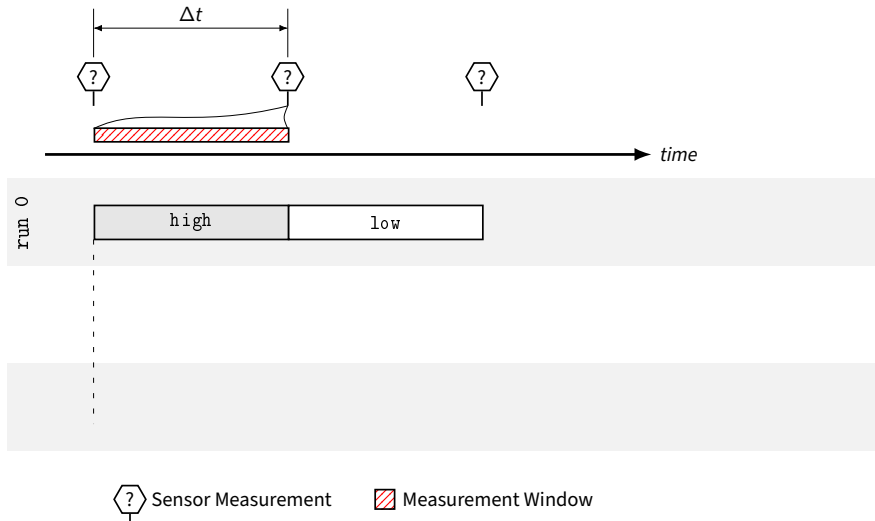 Δt
? ? ?
time
run 0
high low
? Sensor Measurement Measurement Window